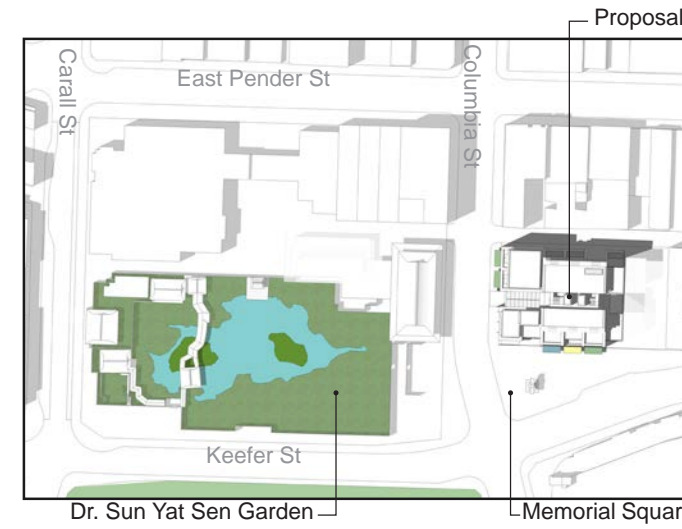 Proposal
East Pender St
Carall St
Columbia St
Keefer St
Dr. Sun Yat Sen Garden
Memorial Squar